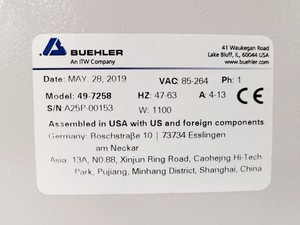 BUEHLER
An ITW Company
41 Waukegan Road
Lake Bluff, IL, 60044 USA
www.buehler.com
Date: MAY. 28, 2019 VAC: 85-264 Ph: 1
Model: 49-7258 HZ: 47-63 A: 4-13
S/N A25P-00153 W: 1100
Assembled in USA with US and foreign components.
Germany: Boschstraße 10 | 73734 Esslingen
am Neckar
Asia: 13A, N0.88, Xinjun Ring Road, Caohejng Hi-Tech
Park, Pujiang, Minhang District, Shanghai, China